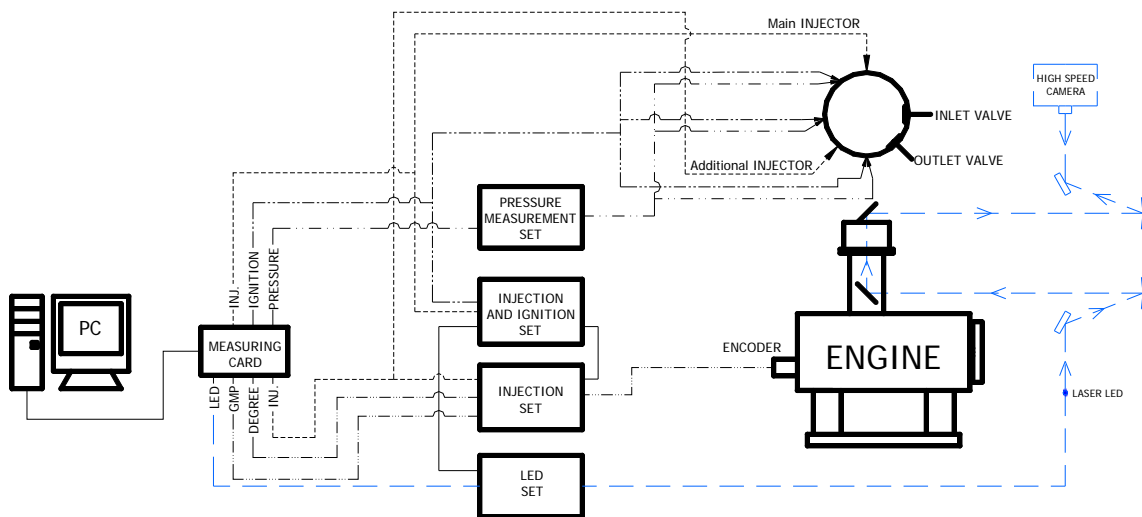 Main INJECTOR
HIGH SPEED
CAMERA
INLET VALVE
OUTLET VALVE
Additional INJECTOR
PRESSURE
MEASUREMENT
SET
INJ.
IGNITION
PRESSURE
INJECTION
AND IGNITION
SET
PC
MEASURING
CARD
ENCODER
ENGINE
LED
GMP
DEGREE
INJ.
INJECTION
SET
LASER LED
LED
SET